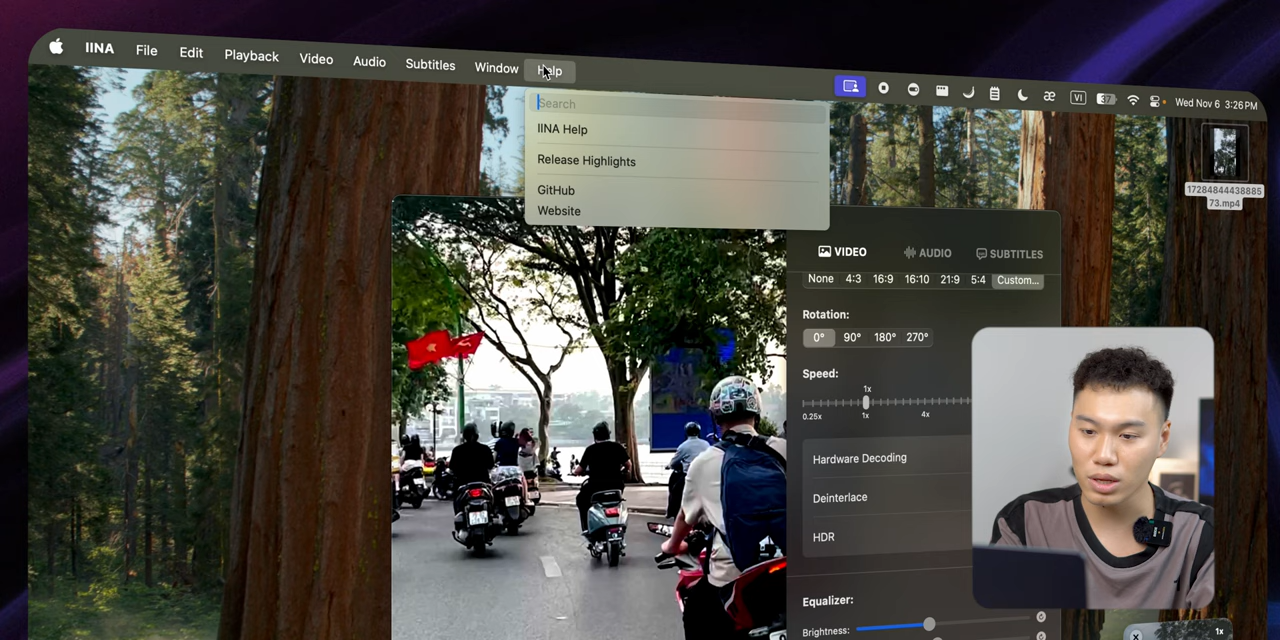 IINA File Edit Playback Video Audio Subtitles Window Help
VI 37 Wed Nov 6 3:26 PM
Search
IINA Help
Release Highlights
GitHub
Website
17284844438885
73.mp4
VIDEO AUDIO SUBTITLES
None 4:3 16:9 16:10 21:9 5:4 Custom...
Rotation:
0° 90° 180° 270°
Speed:
1x
0.25x 1x 4x
Hardware Decoding
Deinterlace
HDR
Equalizer:
Brightness:
1x